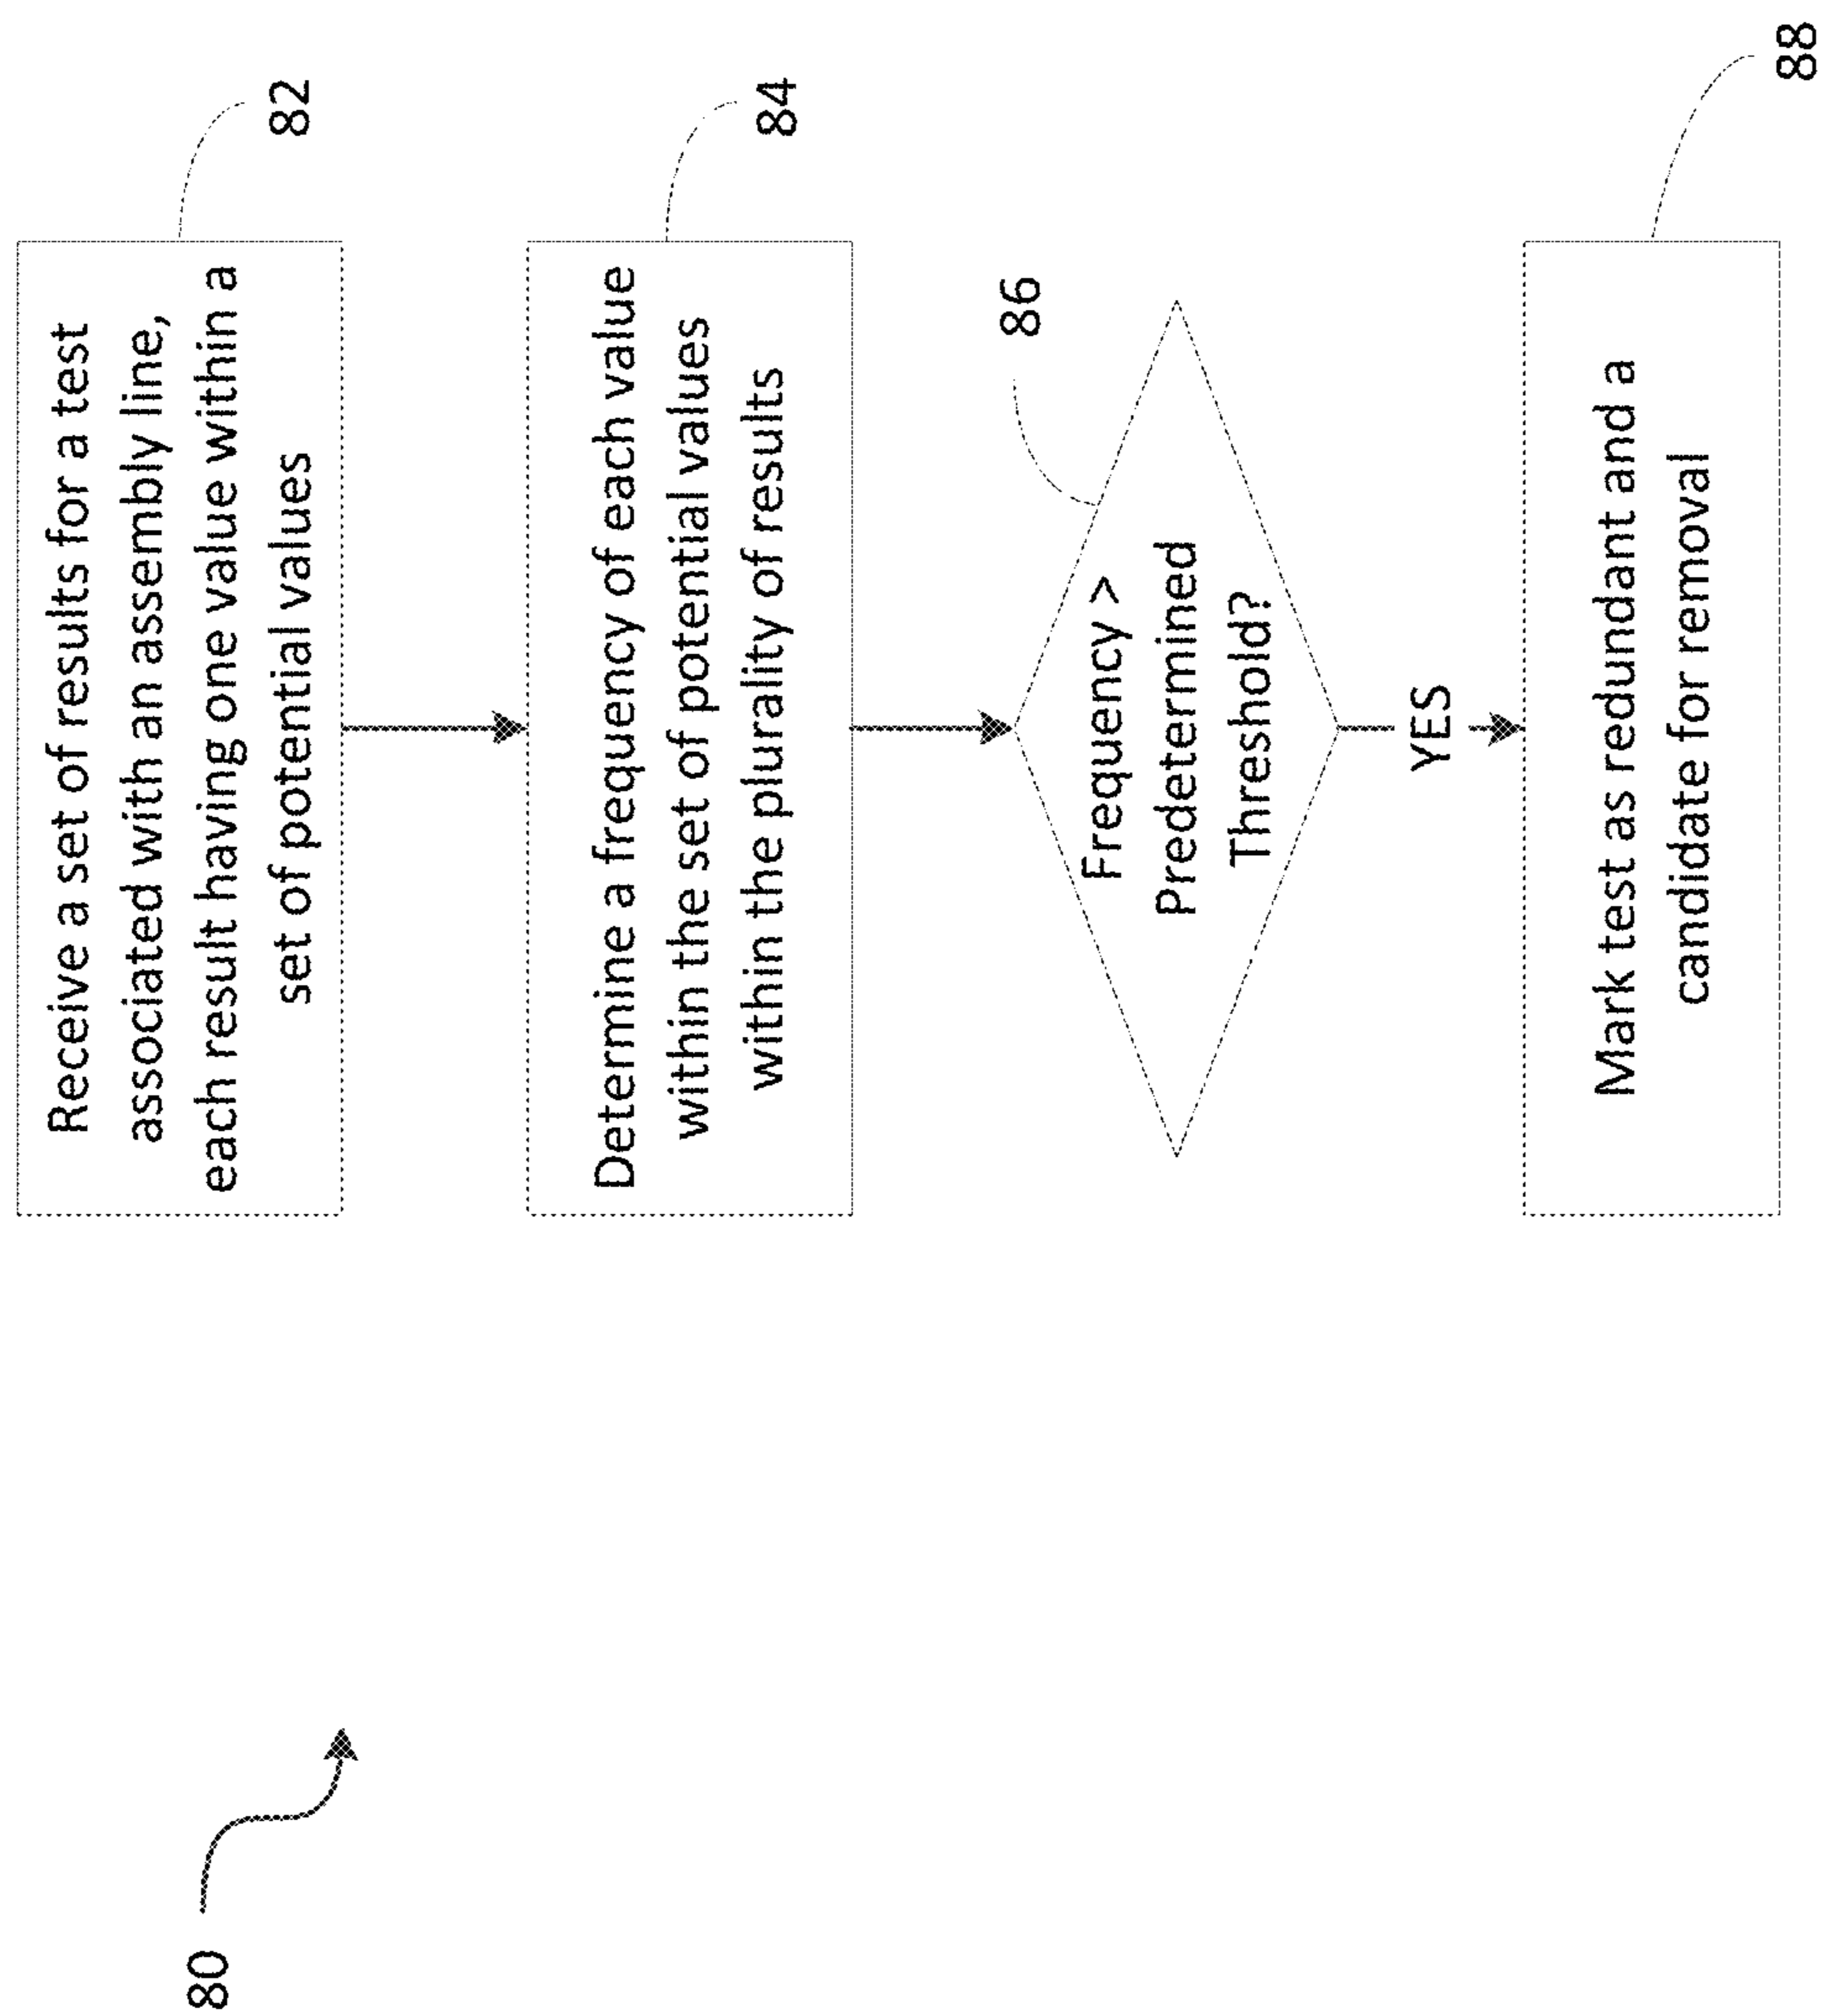 80
Receive a set of results for a test
associated with an assembly line,
each result having one value within a
set of potential values
82
Determine a frequency of each value
within the set of potential values
within the plurality of results
84
Frequency >
Predetermined
Threshold?
86
YES
Mark test as redundant and a
candidate for removal
88